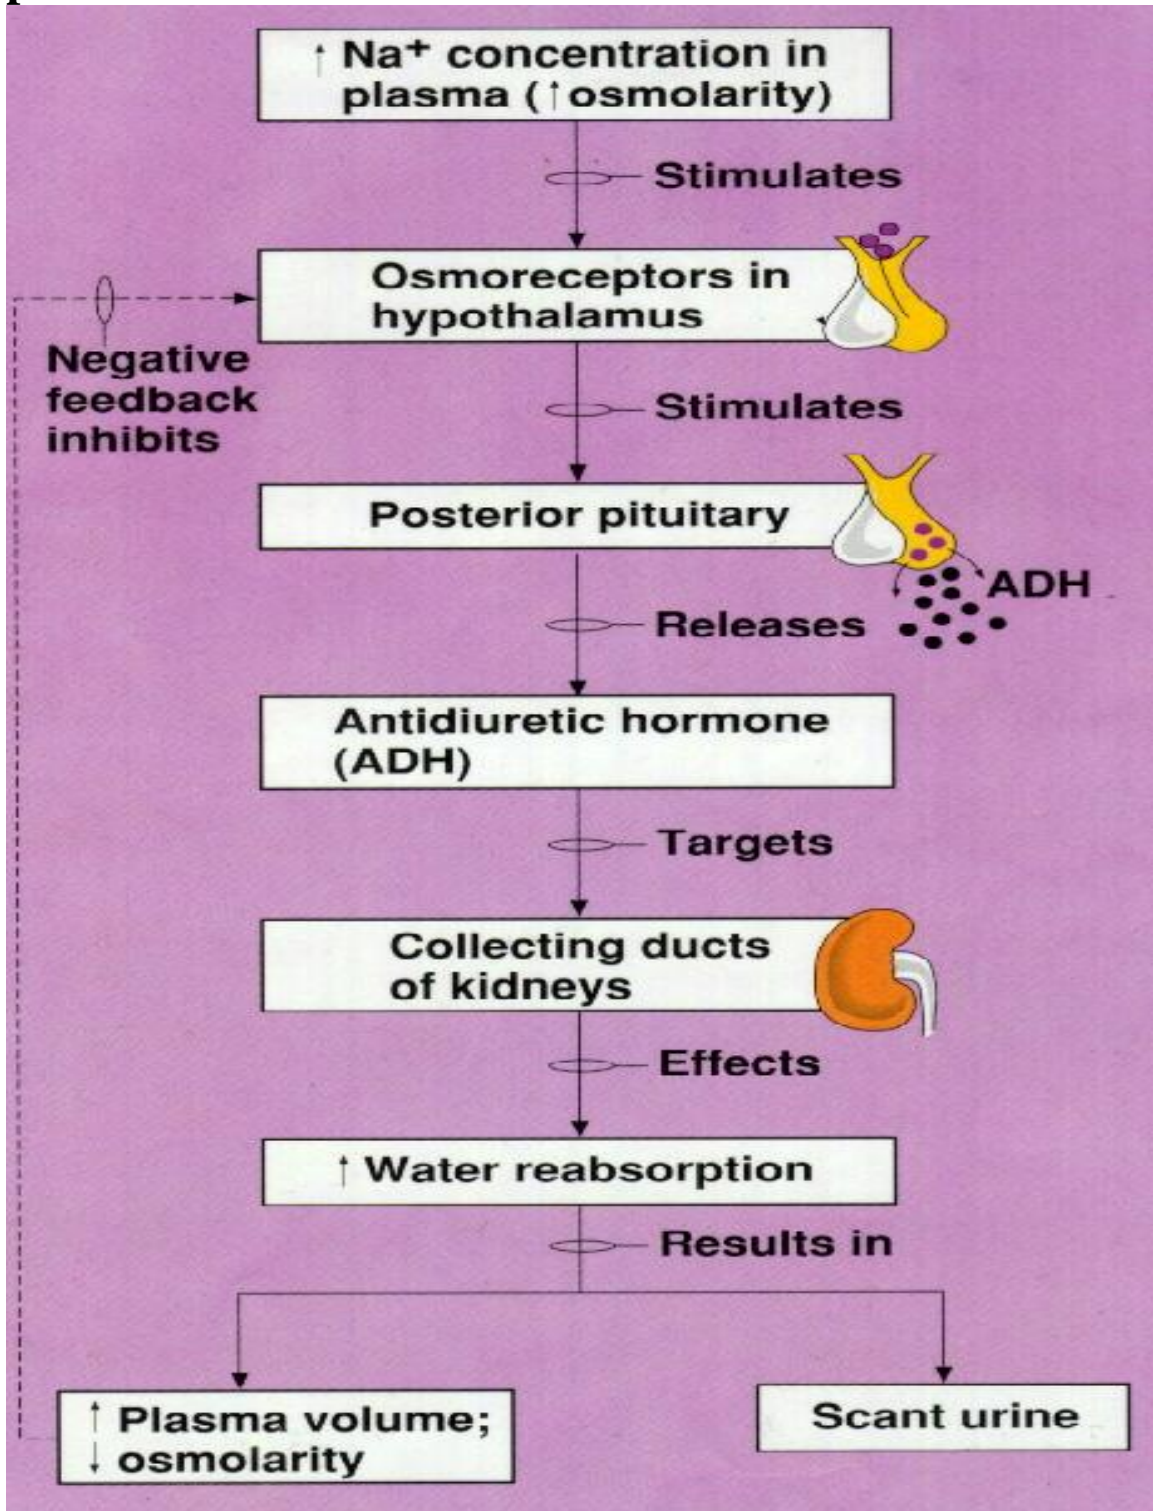 ↑ Na+ concentration in
plasma (↑osmolarity)
Stimulates
Osmoreceptors in
hypothalamus
Negative
feedback
inhibits
Stimulates
Posterior pituitary
ADH
Releases
Antidiuretic hormone
(ADH)
Targets
Collecting ducts
of kidneys
Effects
↑ Water reabsorption
Results in
↑ Plasma volume;
↓ osmolarity
Scant urine